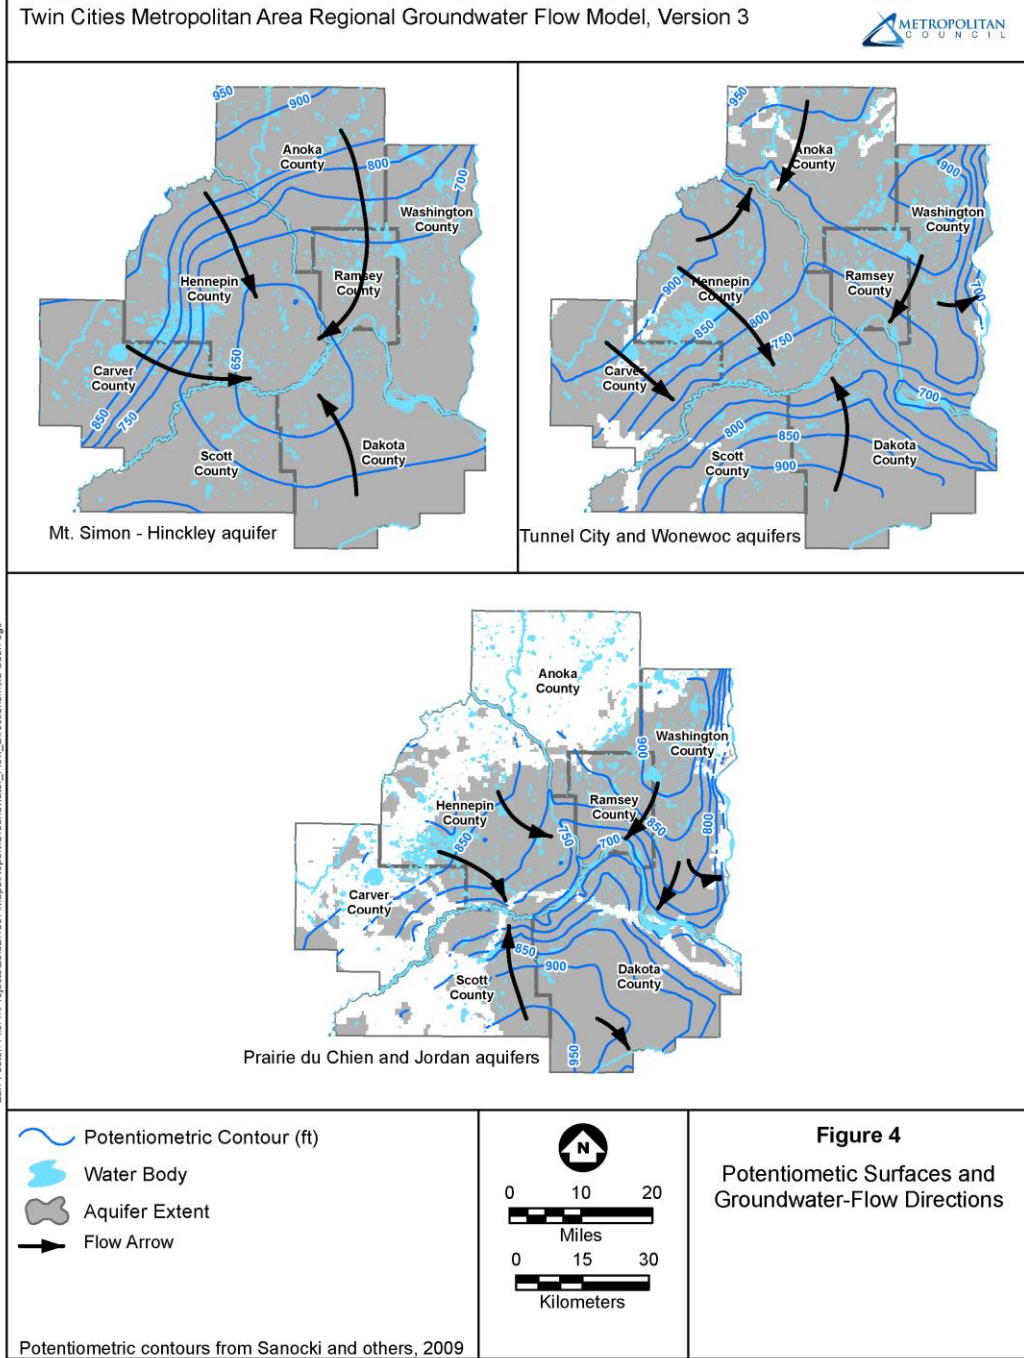 Twin Cities Metropolitan Area Regional Groundwater Flow Model, Version 3
METROPOLITAN
COUNCIL
950
900
Anoka
County
800
700
Washington
County
Hennepin
County
Ramsey
County
650
Carver
County
850
750
Scott
County
Dakota
County
Mt. Simon - Hinckley aquifer
950
Anoka
County
900
Washington
County
Hennepin
County
Ramsey
County
900
700
850
800
750
Carver
County
700
800
850
Scott
County
Dakota
County
900
Tunnel City and Wonewoc aquifers
Anoka
County
Washington
County
900
Hennepin
County
Ramsey
County
850
850
800
750
700
Carver
County
850
900
Scott
County
Dakota
County
950
Prairie du Chien and Jordan aquifers
Potentiometric Contour (ft)
Water Body
Aquifer Extent
Flow Arrow
Potentiometric contours from Sanocki and others, 2009
N
0 10 20
Miles
0 15 30
Kilometers
Figure 4
Potentiometic Surfaces and
Groundwater-Flow Directions